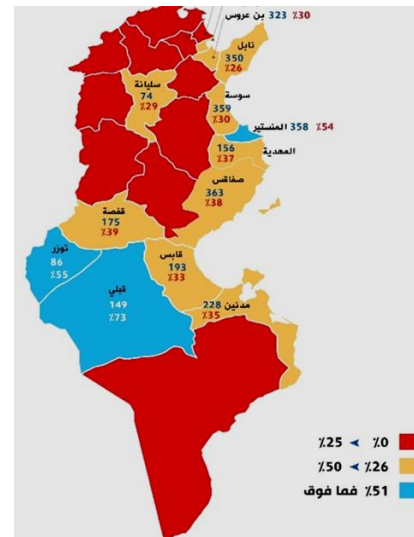 بن عروس 323 ٪30
نابل
350
٪26
سليانة
74
٪29
سوسة
359
٪30
المنستير 358 ٪54
المهدية
156
٪37
صفاقس
363
٪38
قفصة
175
٪39
توزر
86
٪55
قابس
193
٪33
قبلي
149
٪73
مدنين 228
٪35
٪25 ➤ ٪0
٪50 ➤ ٪26
٪51 فما فوق